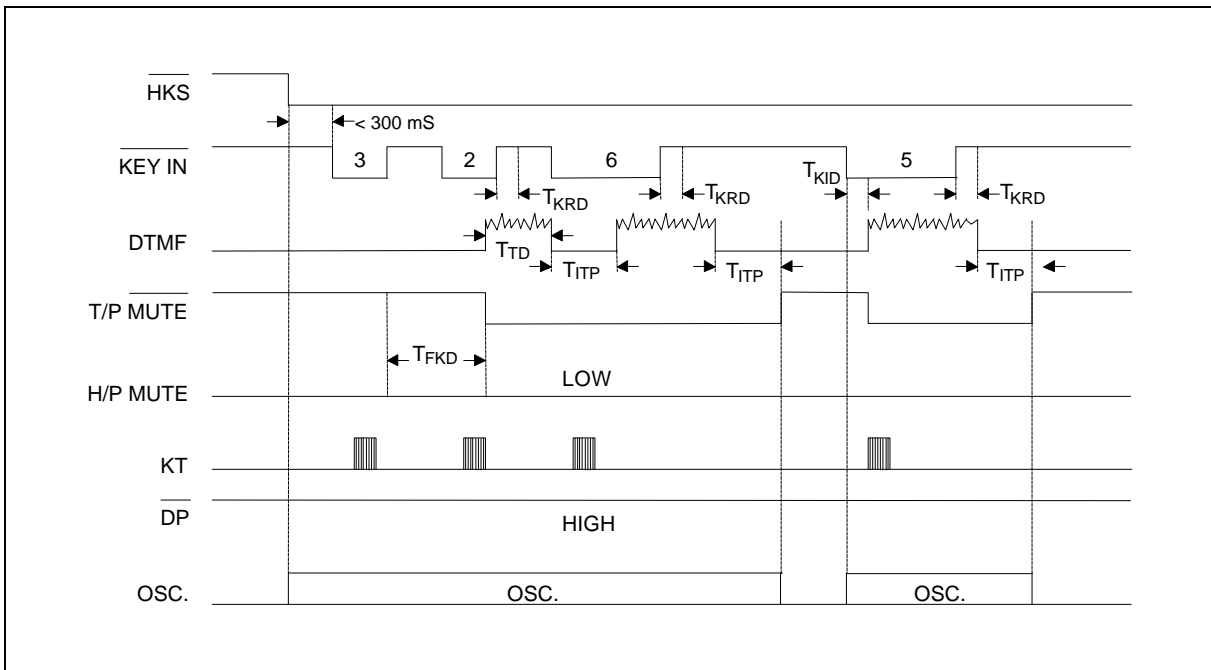 HKS
< 300 mS
KEY IN 3 2 6 5
TKID
TKRD TKRD TKRD
DTMF
TTD
TITP TITP TITP
T/P MUTE
TFKD
LOW
H/P MUTE
KT
DP
HIGH
OSC. OSC. OSC.